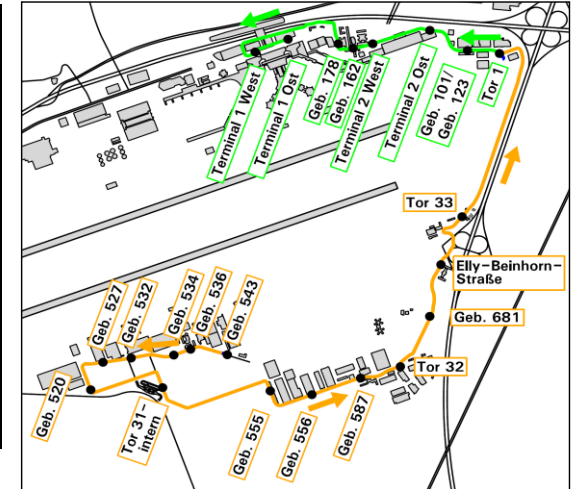 Terminal 1 West
Terminal 1 Ost
Geb. 178
Geb. 162
Terminal 2 West
Terminal 2 Ost
Geb. 101/
Geb. 123
Tor 1
Tor 33
Elly-Beinhorn-
Straße
Geb. 681
Tor 32
Geb. 527
Geb. 532
Geb. 534
Geb. 536
Geb. 543
Geb. 520
Tor 31-
intern
Geb. 555
Geb. 556
Geb. 587